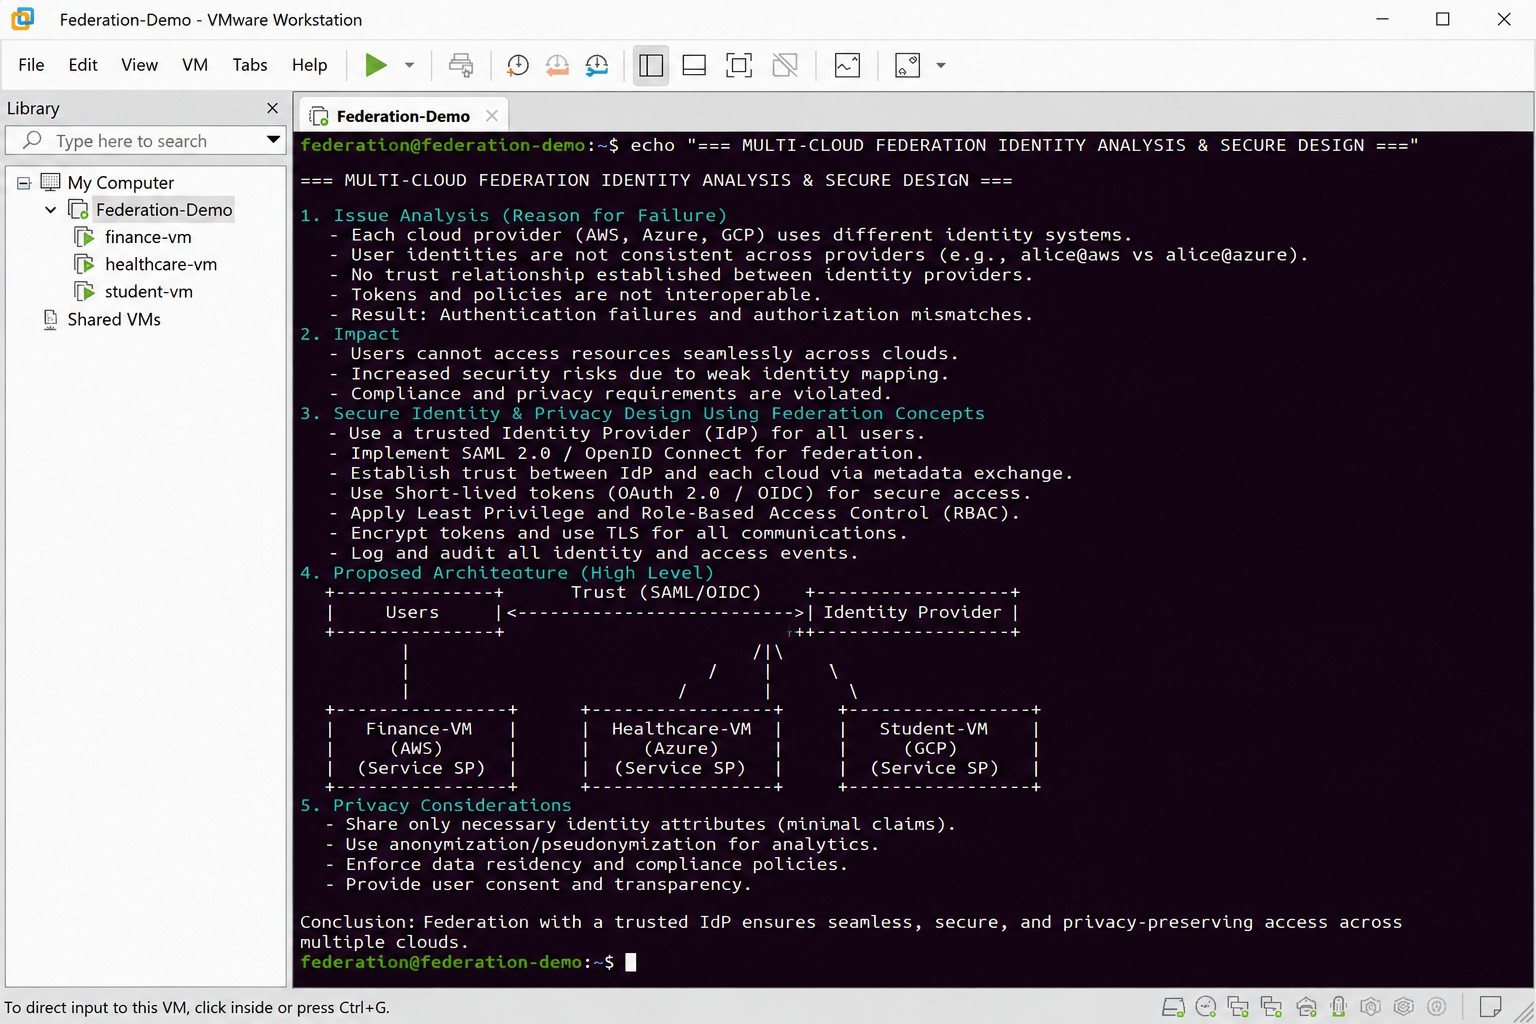 Federation-Demo - VMware Workstation
File Edit View VM Tabs Help
Library
Type here to search
My Computer
Federation-Demo
finance-vm
healthcare-vm
student-vm
Shared VMs
Federation-Demo
federation@federation-demo:~$ echo "=== MULTI-CLOUD FEDERATION IDENTITY ANALYSIS & SECURE DESIGN ==="
=== MULTI-CLOUD FEDERATION IDENTITY ANALYSIS & SECURE DESIGN ===
1. Issue Analysis (Reason for Failure)
- Each cloud provider (AWS, Azure, GCP) uses different identity systems.
- User identities are not consistent across providers (e.g., alice@aws vs alice@azure).
- No trust relationship established between identity providers.
- Tokens and policies are not interoperable.
- Result: Authentication failures and authorization mismatches.
2. Impact
- Users cannot access resources seamlessly across clouds.
- Increased security risks due to weak identity mapping.
- Compliance and privacy requirements are violated.
3. Secure Identity & Privacy Design Using Federation Concepts
- Use a trusted Identity Provider (IdP) for all users.
- Implement SAML 2.0 / OpenID Connect for federation.
- Establish trust between IdP and each cloud via metadata exchange.
- Use Short-lived tokens (OAuth 2.0 / OIDC) for secure access.
- Apply Least Privilege and Role-Based Access Control (RBAC).
- Encrypt tokens and use TLS for all communications.
- Log and audit all identity and access events.
4. Proposed Architecture (High Level)
+---------------+ Trust (SAML/OIDC) +------------------+
| Users |<-------------------------->| Identity Provider |
+---------------+ ++------------------+
| /|\
| / | \
| / | \
+----------------+ +-----------------+ +-----------------+
| Finance-VM | | Healthcare-VM | | Student-VM |
| (AWS) | | (Azure) | | (GCP) |
| (Service SP) | | (Service SP) | | (Service SP) |
+----------------+ +-----------------+ +-----------------+
5. Privacy Considerations
- Share only necessary identity attributes (minimal claims).
- Use anonymization/pseudonymization for analytics.
- Enforce data residency and compliance policies.
- Provide user consent and transparency.
Conclusion: Federation with a trusted IdP ensures seamless, secure, and privacy-preserving access across
multiple clouds.
federation@federation-demo:~$
To direct input to this VM, click inside or press Ctrl+G.